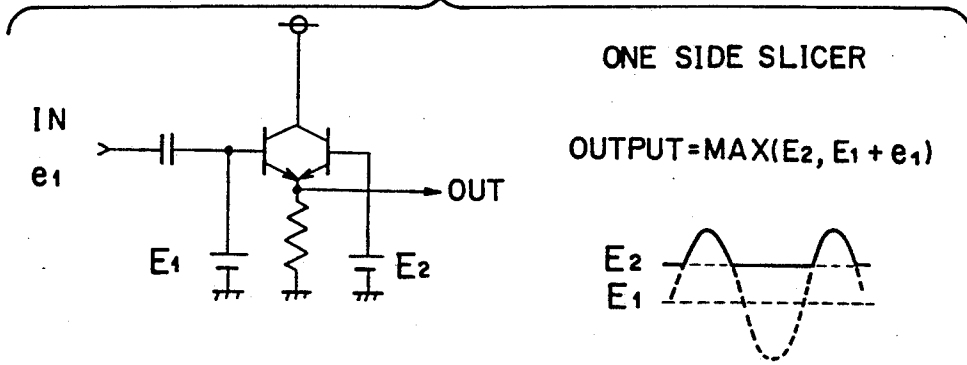 ONE SIDE SLICER
IN
e1
OUTPUT=MAX(E2, E1 + e1)
OUT
E1
E2
E2
E1